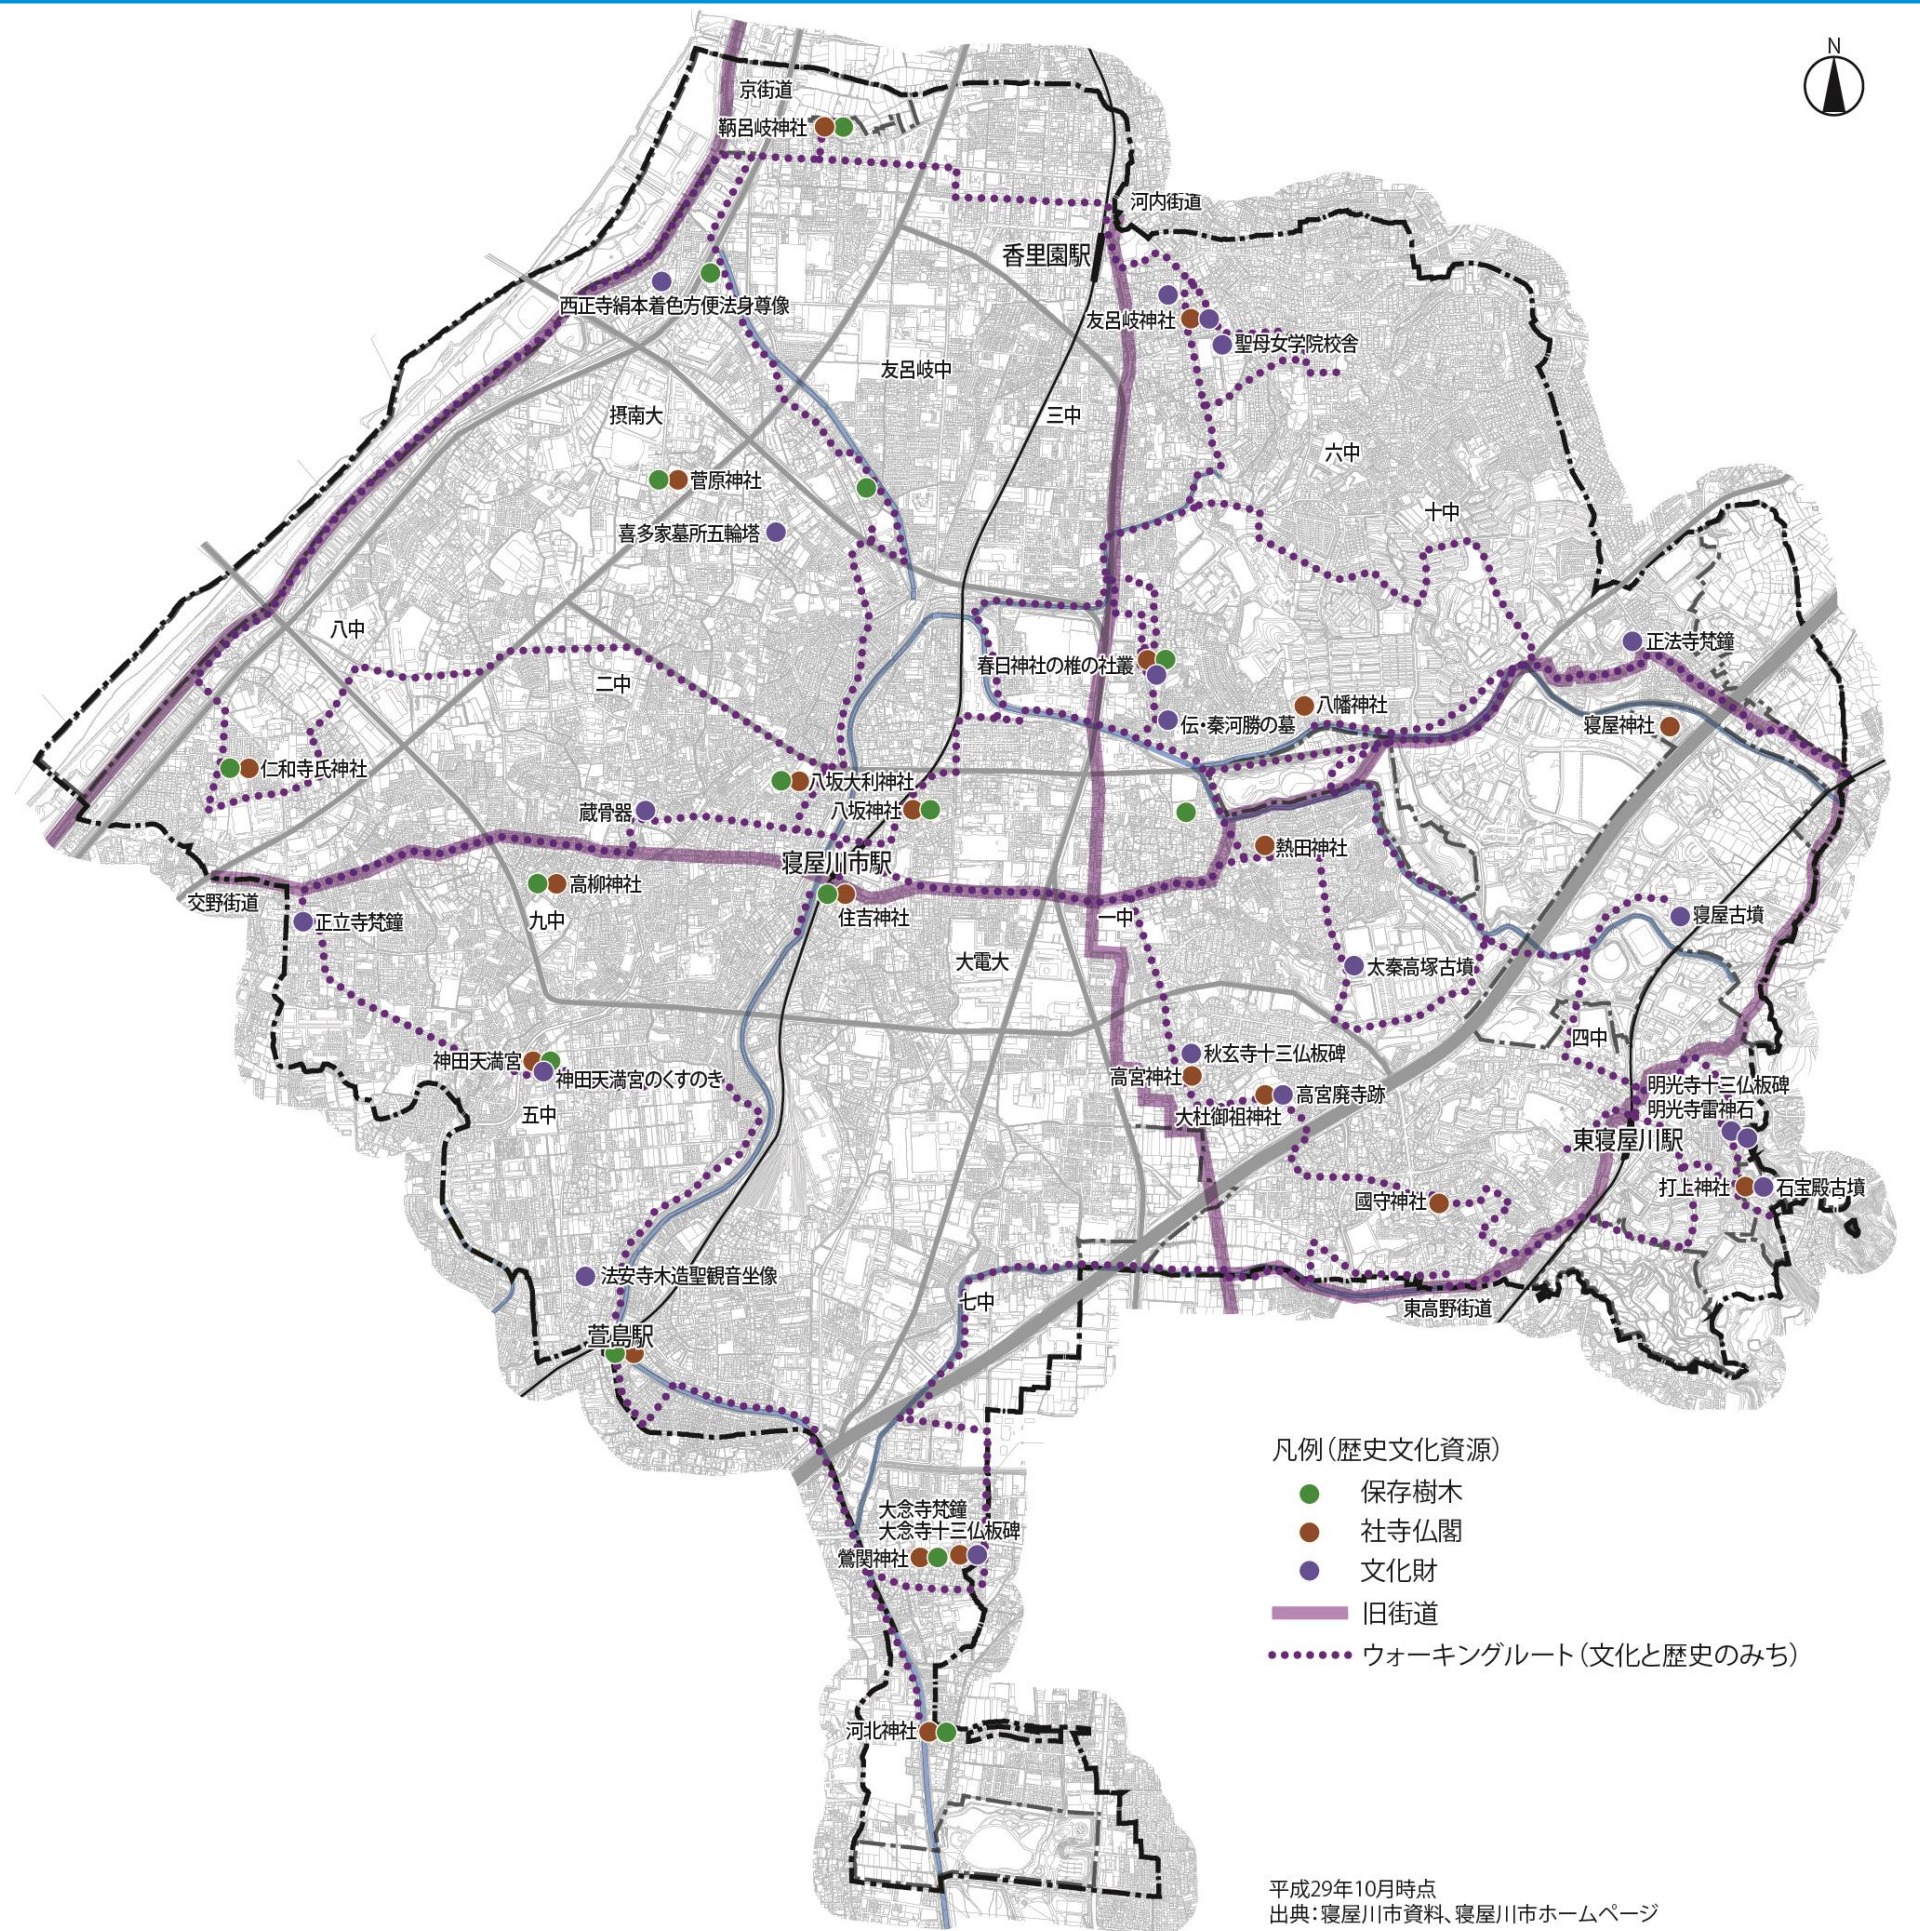 N
京街道
鞆呂岐神社
河内街道
香里園駅
西正寺絹本着色方便法身尊像
友呂岐神社
聖母女学院校舎
友呂岐中
摂南大
三中
六中
菅原神社
十中
喜多家墓所五輪塔
八中
正法寺梵鐘
春日神社の椎の社叢
二中
八幡神社
伝・秦河勝の墓
寝屋神社
仁和寺氏神社
八坂大利神社
蔵骨器
八坂神社
熱田神社
寝屋川市駅
高柳神社
交野街道
正立寺梵鐘
九中
住吉神社
一中
寝屋古墳
大電大
太秦高塚古墳
四中
神田天満宮
神田天満宮のくすのき
秋玄寺十三仏板碑
高宮神社
高宮廃寺跡
大杜御祖神社
明光寺十三仏板碑
明光寺雷神石
五中
東寝屋川駅
打上神社
石宝殿古墳
國守神社
法安寺木造聖観音坐像
七中
東高野街道
萱島駅
凡例（歴史文化資源）
保存樹木
社寺仏閣
文化財
旧街道
ウォーキングルート（文化と歴史のみち）
大念寺梵鐘
大念寺十三仏板碑
鶯関神社
河北神社
平成29年10月時点
出典：寝屋川市資料、寝屋川市ホームページ